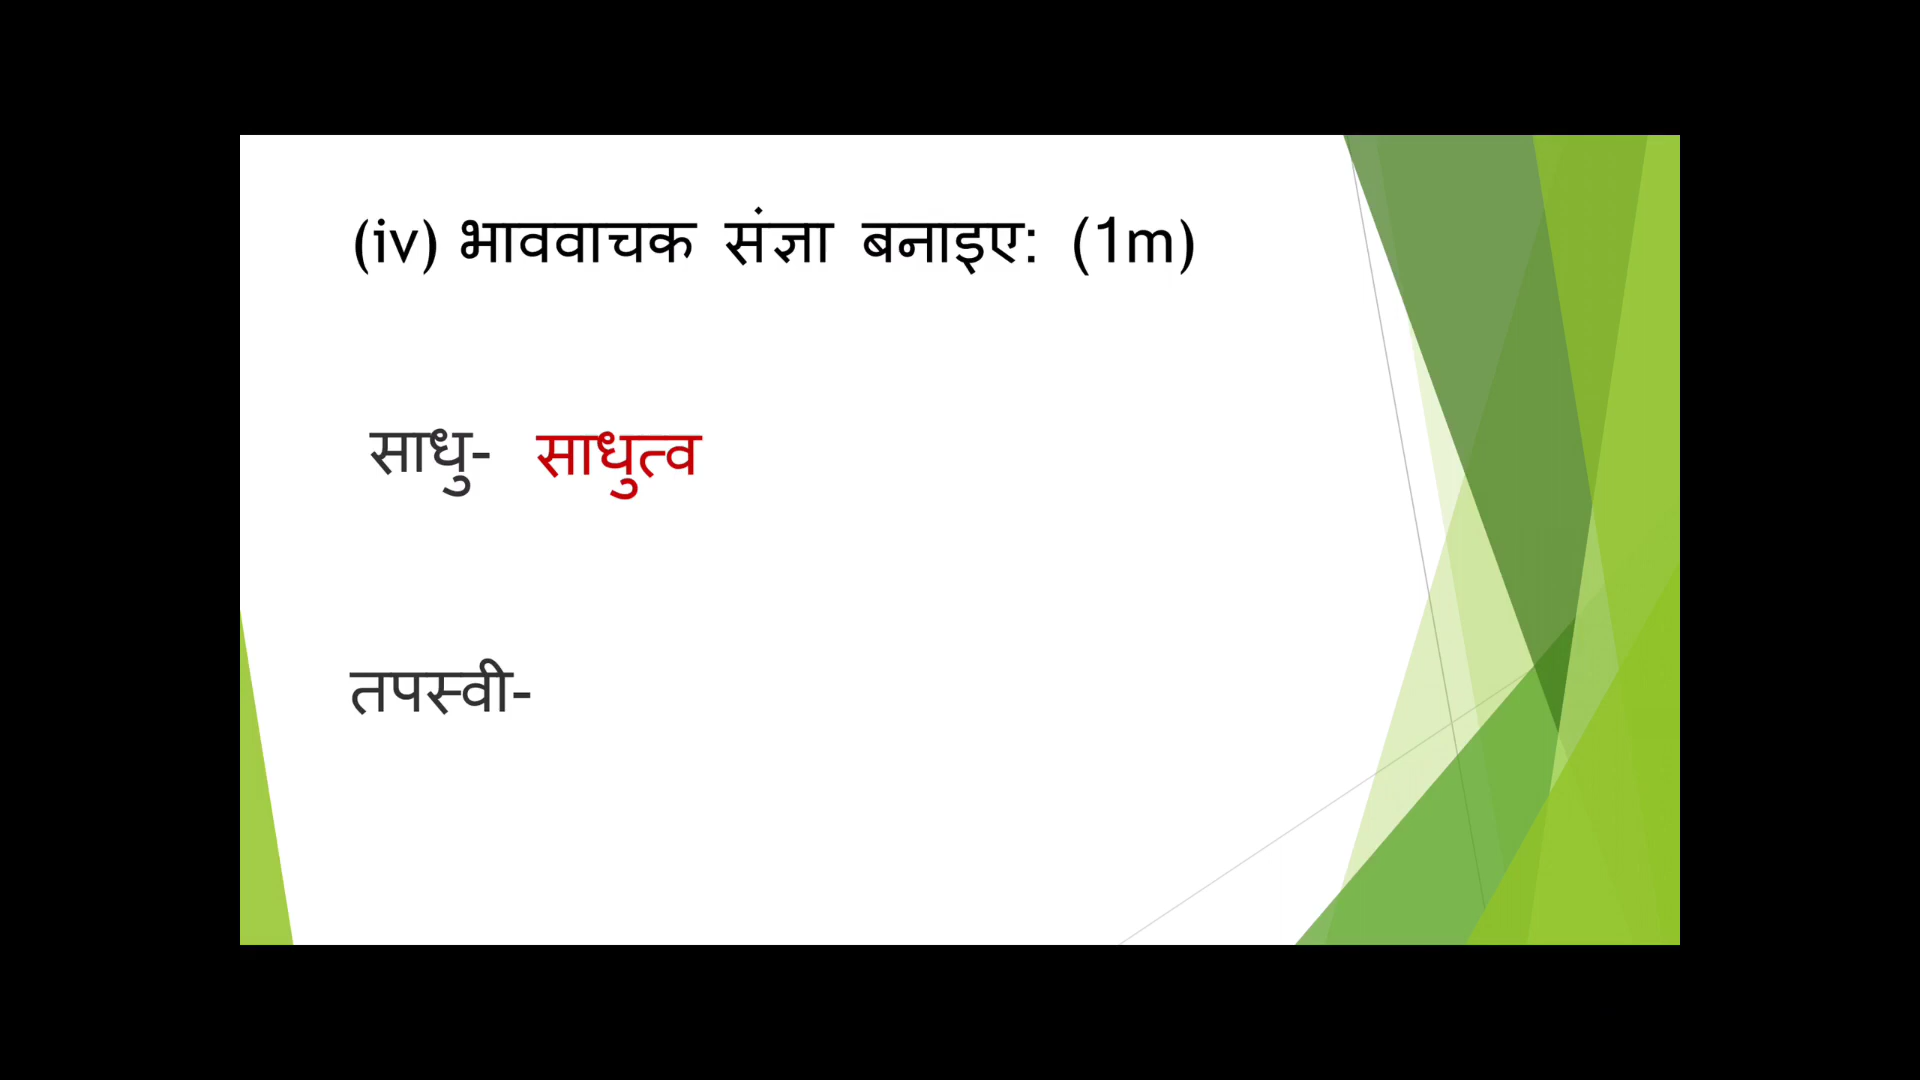 (iv) भाववाचक संज्ञा बनाइए: (1m)
साधु- साधुत्व
तपस्वी-